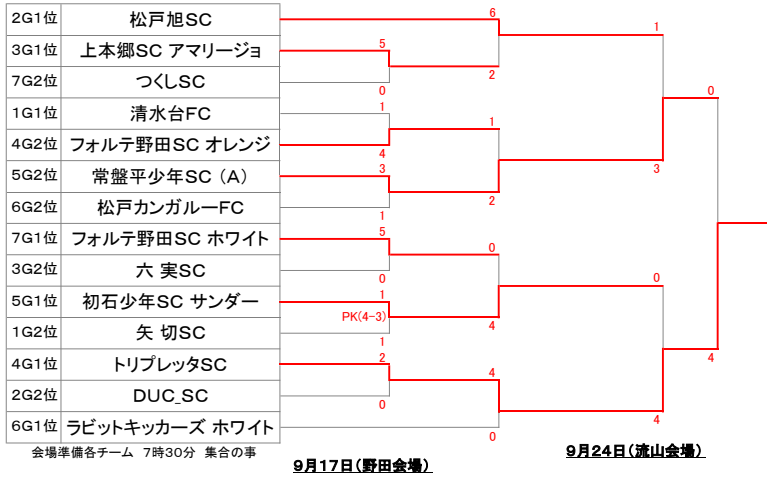 2G1位 松戸旭SC
3G1位 上本郷SC アマリージョ
7G2位 つくしSC
1G1位 清水台FC
4G2位 フォルテ野田SC オレンジ
5G2位 常盤平少年SC (A)
6G2位 松戸カンガルーFC
7G1位 フォルテ野田SC ホワイト
3G2位 六 実SC
5G1位 初石少年SC サンダー
1G2位 矢 切SC
4G1位 トリプレッタSC
2G2位 DUC_SC
6G1位 ラビットキッカーズ ホワイト
会場準備各チーム 7時30分 集合の事
5
0
1
4
3
1
5
0
1
PK(4-3)
1
2
0
6
2
1
2
0
4
4
0
1
3
0
4
0
4
9月17日(野田会場)
9月24日(流山会場)